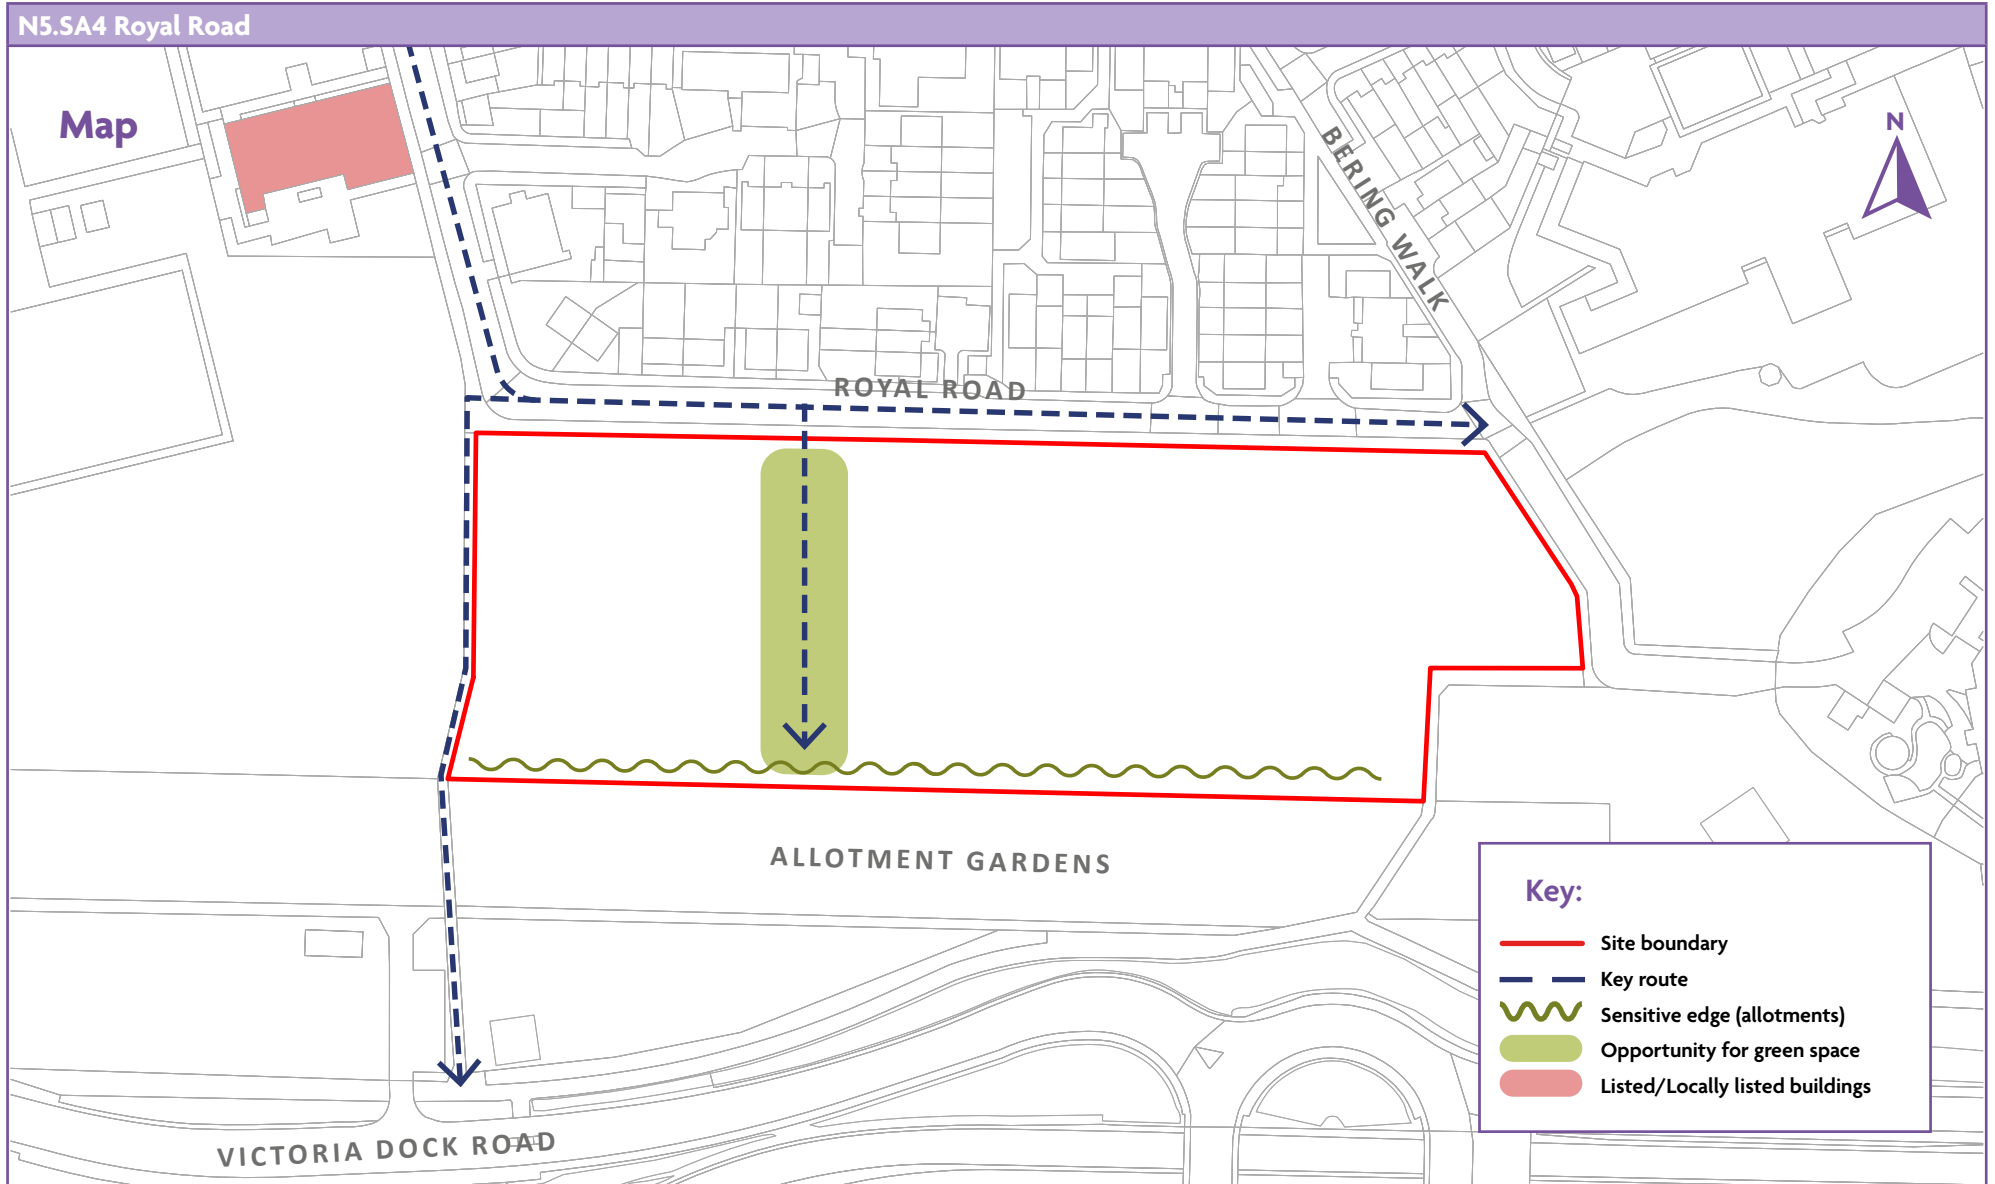 N5.SA4 Royal Road
Map
N
BERING WALK
ROYAL ROAD
ALLOTMENT GARDENS
VICTORIA DOCK ROAD
Key:
Site boundary
Key route
Sensitive edge (allotments)
Opportunity for green space
Listed/Locally listed buildings